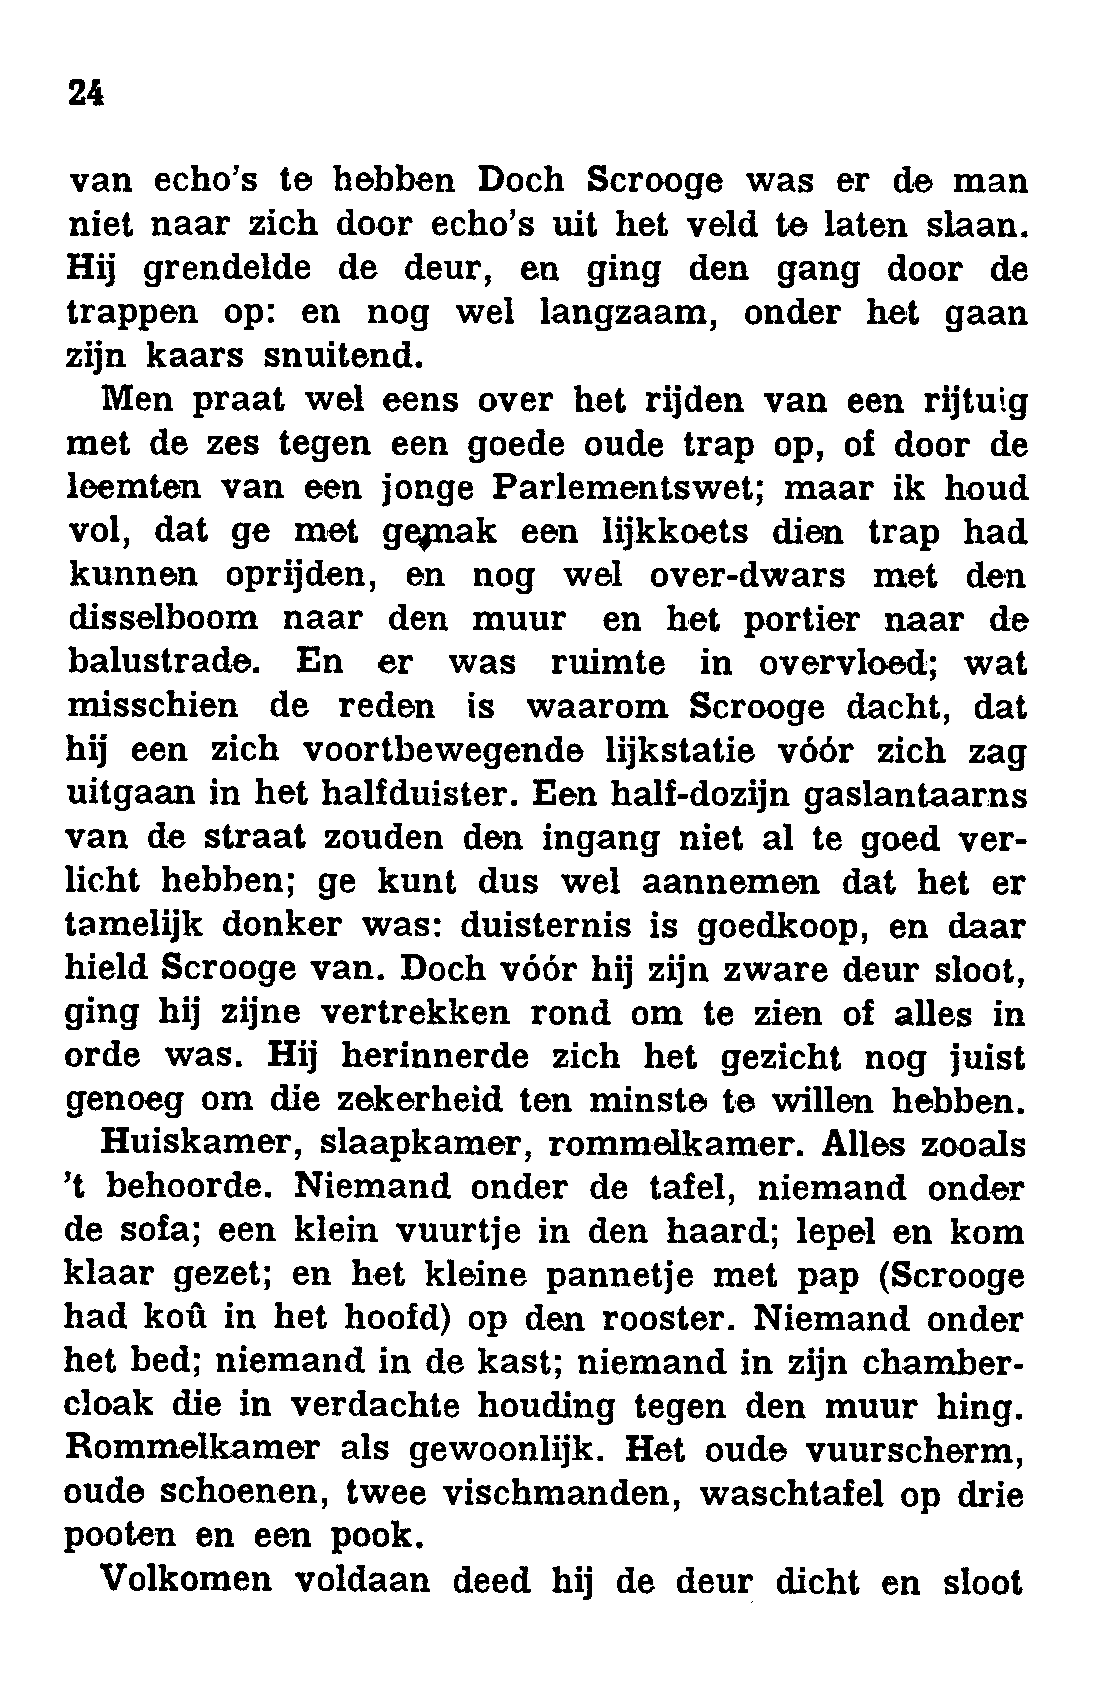 24
van echo's te hebben Doch Scrooge was er de man
niet naar zich door echo's uit het veld te laten slaan.
Hij grendelde de deur, en ging den gang door de
trappen op: en nog wel langzaam, onder het gaan
zijn kaars snuitend.
Men praat wel eens over het rijden van een rijtuig
met de zes tegen een goede oude trap op, of door de
leemten van een jonge Parlementswet; maar ik houd
vol, dat ge met gemak een lijkkoets dien trap had
kunnen oprijden, en nog wel over-dwars met den
disselboom naar den muur en het portier naar de
balustrade. En er was ruimte in overvloed; wat
misschien de reden is waarom Scrooge dacht, dat
hij een zich voortbewegende lijkstatie vóór zich zag
uitgaan in het halfduister. Een half-dozijn gaslantaarns
van de straat zouden den ingang niet al te goed ver-
licht hebben; ge kunt dus wel aannemen dat het er
tamelijk donker was: duisternis is goedkoop, en daar
hield Scrooge van. Doch vóór hij zijn zware deur sloot,
ging hij zijne vertrekken rond om te zien of alles in
orde was. Hij herinnerde zich het gezicht nog juist
genoeg om die zekerheid ten minste te willen hebben.
Huiskamer, slaapkamer, rommelkamer. Alles zooals
't behoorde. Niemand onder de tafel, niemand onder
de sofa; een klein vuurtje in den haard; lepel en kom
klaar gezet; en het kleine pannetje met pap (Scrooge
had koû in het hoofd) op den rooster. Niemand onder
het bed; niemand in de kast; niemand in zijn chamber-
cloak die in verdachte houding tegen den muur hing.
Rommelkamer als gewoonlijk. Het oude vuurscherm,
oude schoenen, twee vischmanden, waschtafel op drie
pooten en een pook.
Volkomen voldaan deed hij de deur dicht en sloot